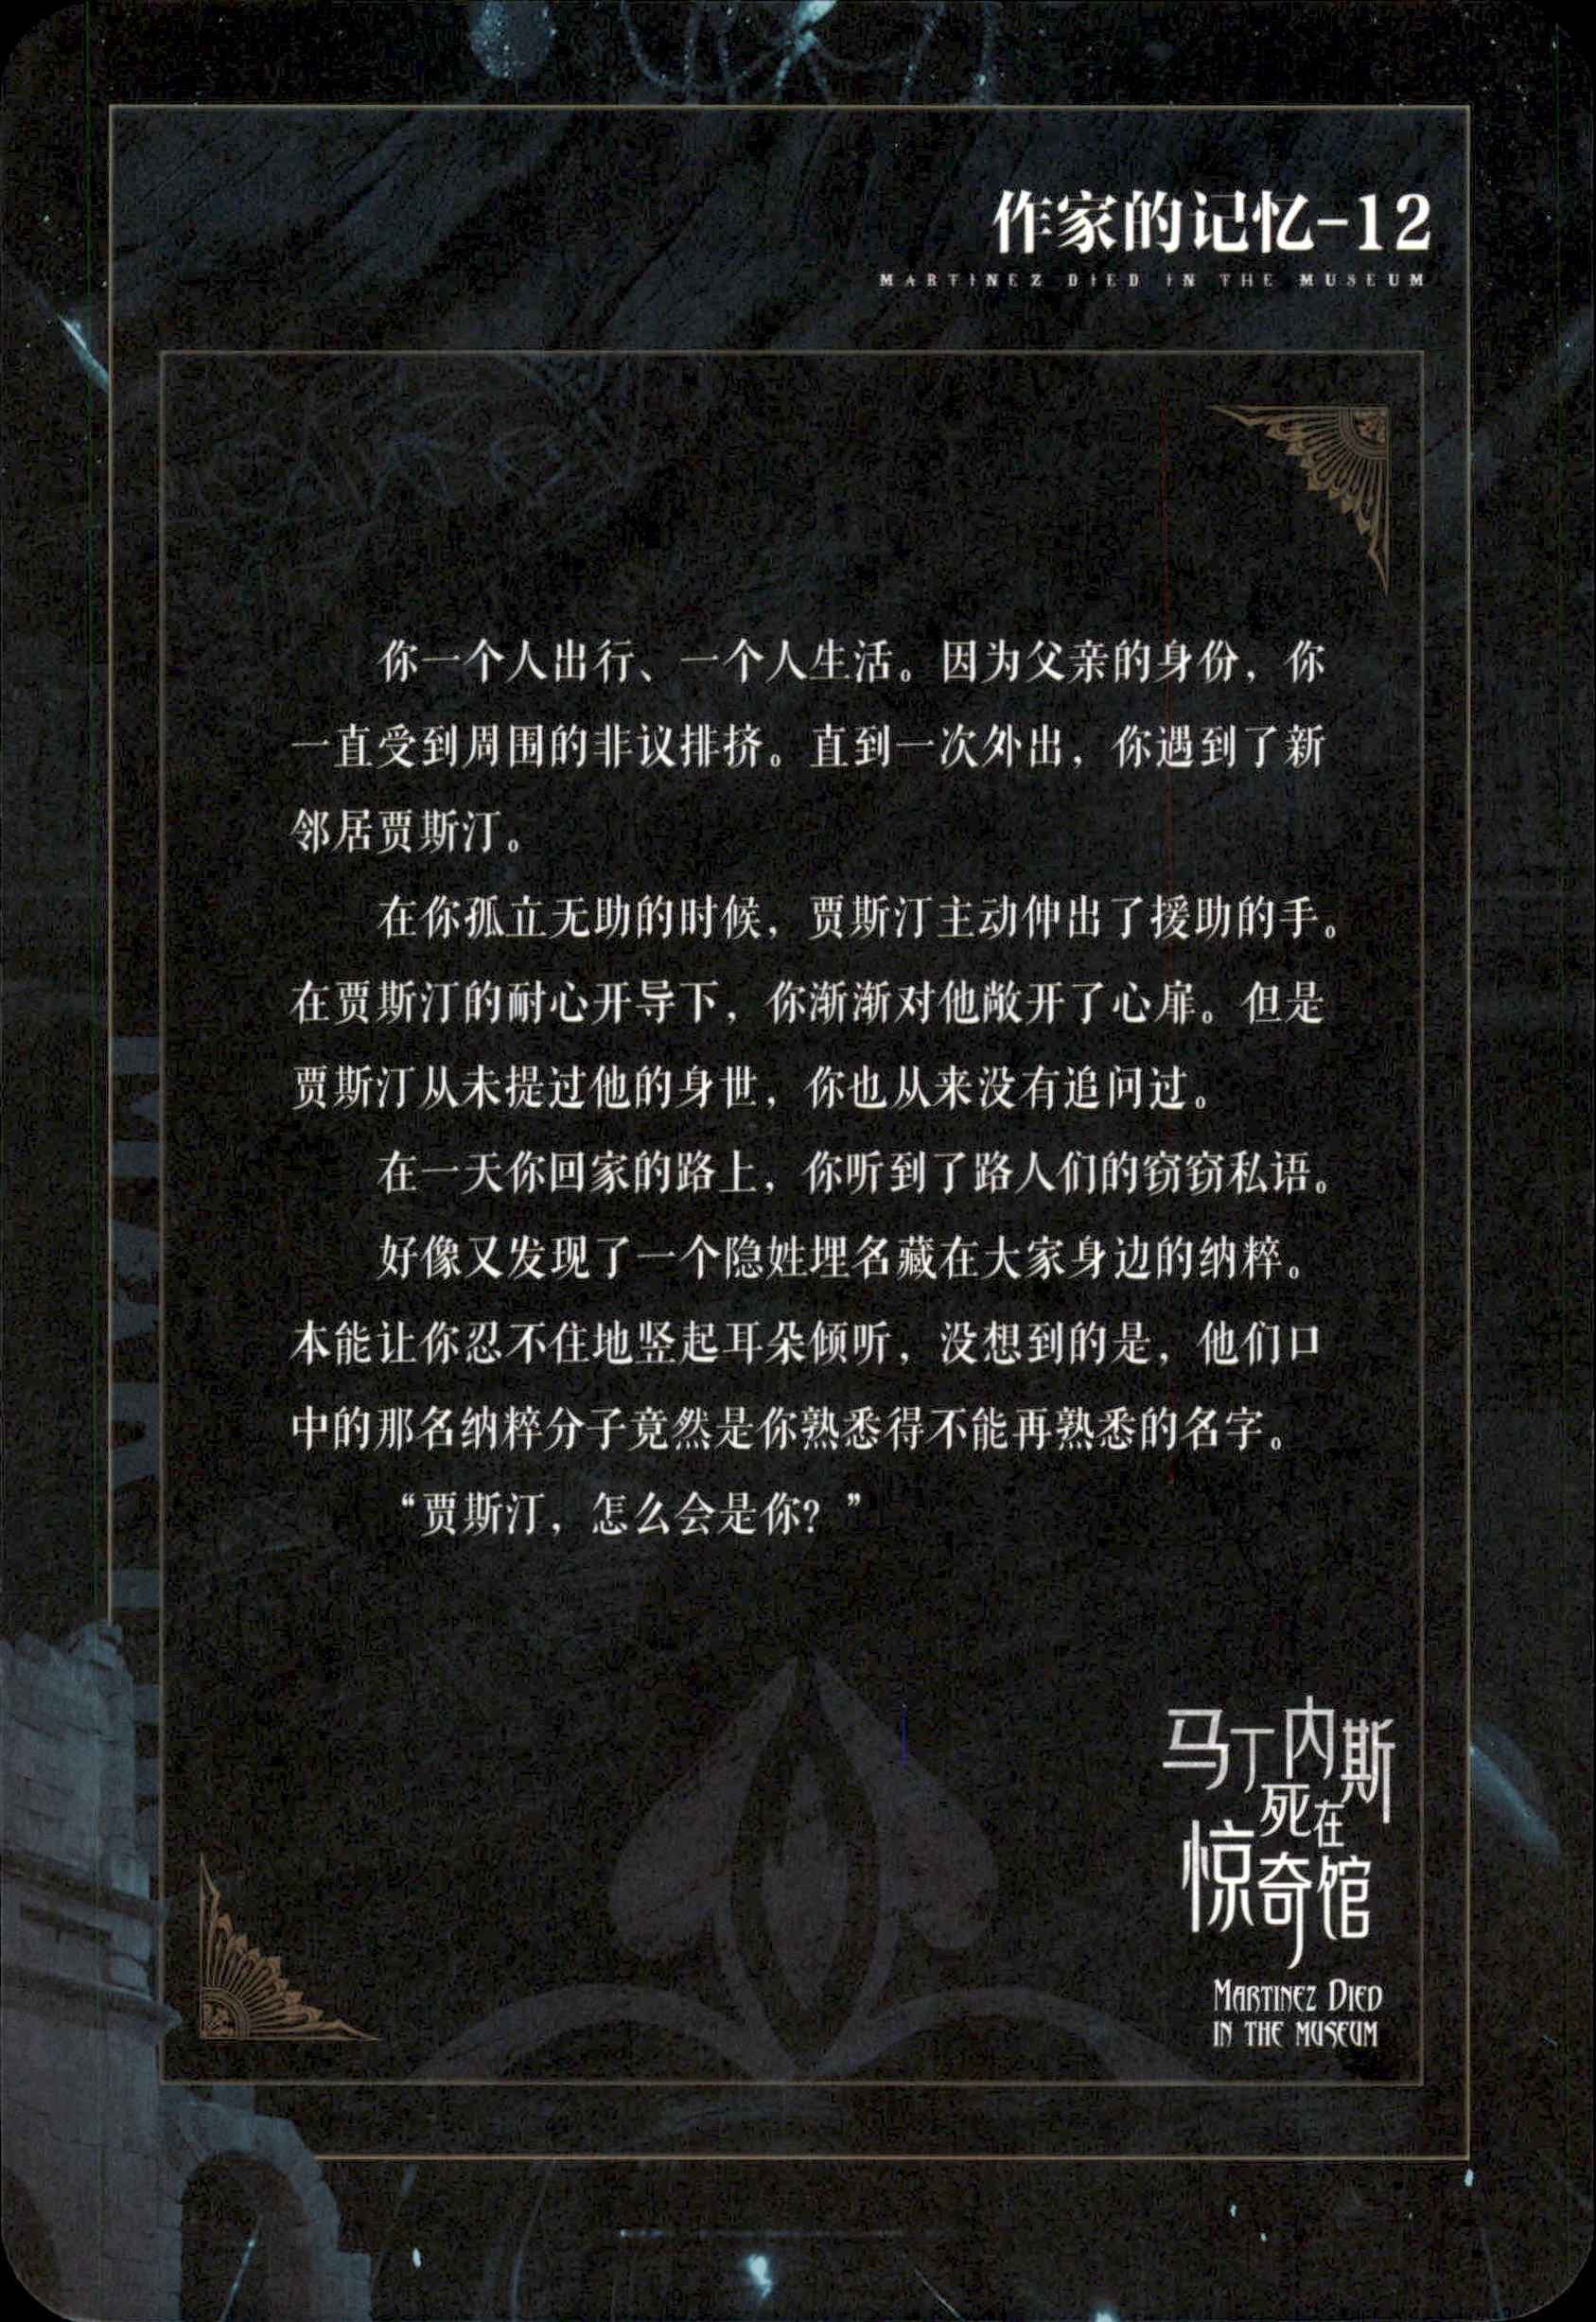 作家的记忆-12
MARTINEZ DIED IN THE MUSEUM
你一个人出行、一个人生活。因为父亲的身份，你
一直受到周围的非议排挤。直到一次外出，你遇到了新
邻居贾斯汀。
在你孤立无助的时候，贾斯汀主动伸出了援助的手。
在贾斯汀的耐心开导下，你渐渐对他敞开了心扉。但是
贾斯汀从未提过他的身世，你也从来没有追问过。
在一天你回家的路上，你听到了路人们的窃窃私语。
好像又发现了一个隐姓埋名藏在大家身边的纳粹。
本能让你忍不住地竖起耳朵倾听，没想到的是，他们口
中的那名纳粹分子竟然是你熟悉得不能再熟悉的名字。
“贾斯汀，怎么会是你？”
马丁内斯
死在
惊奇馆
MARTINEZ DIED
IN THE MUSEUM